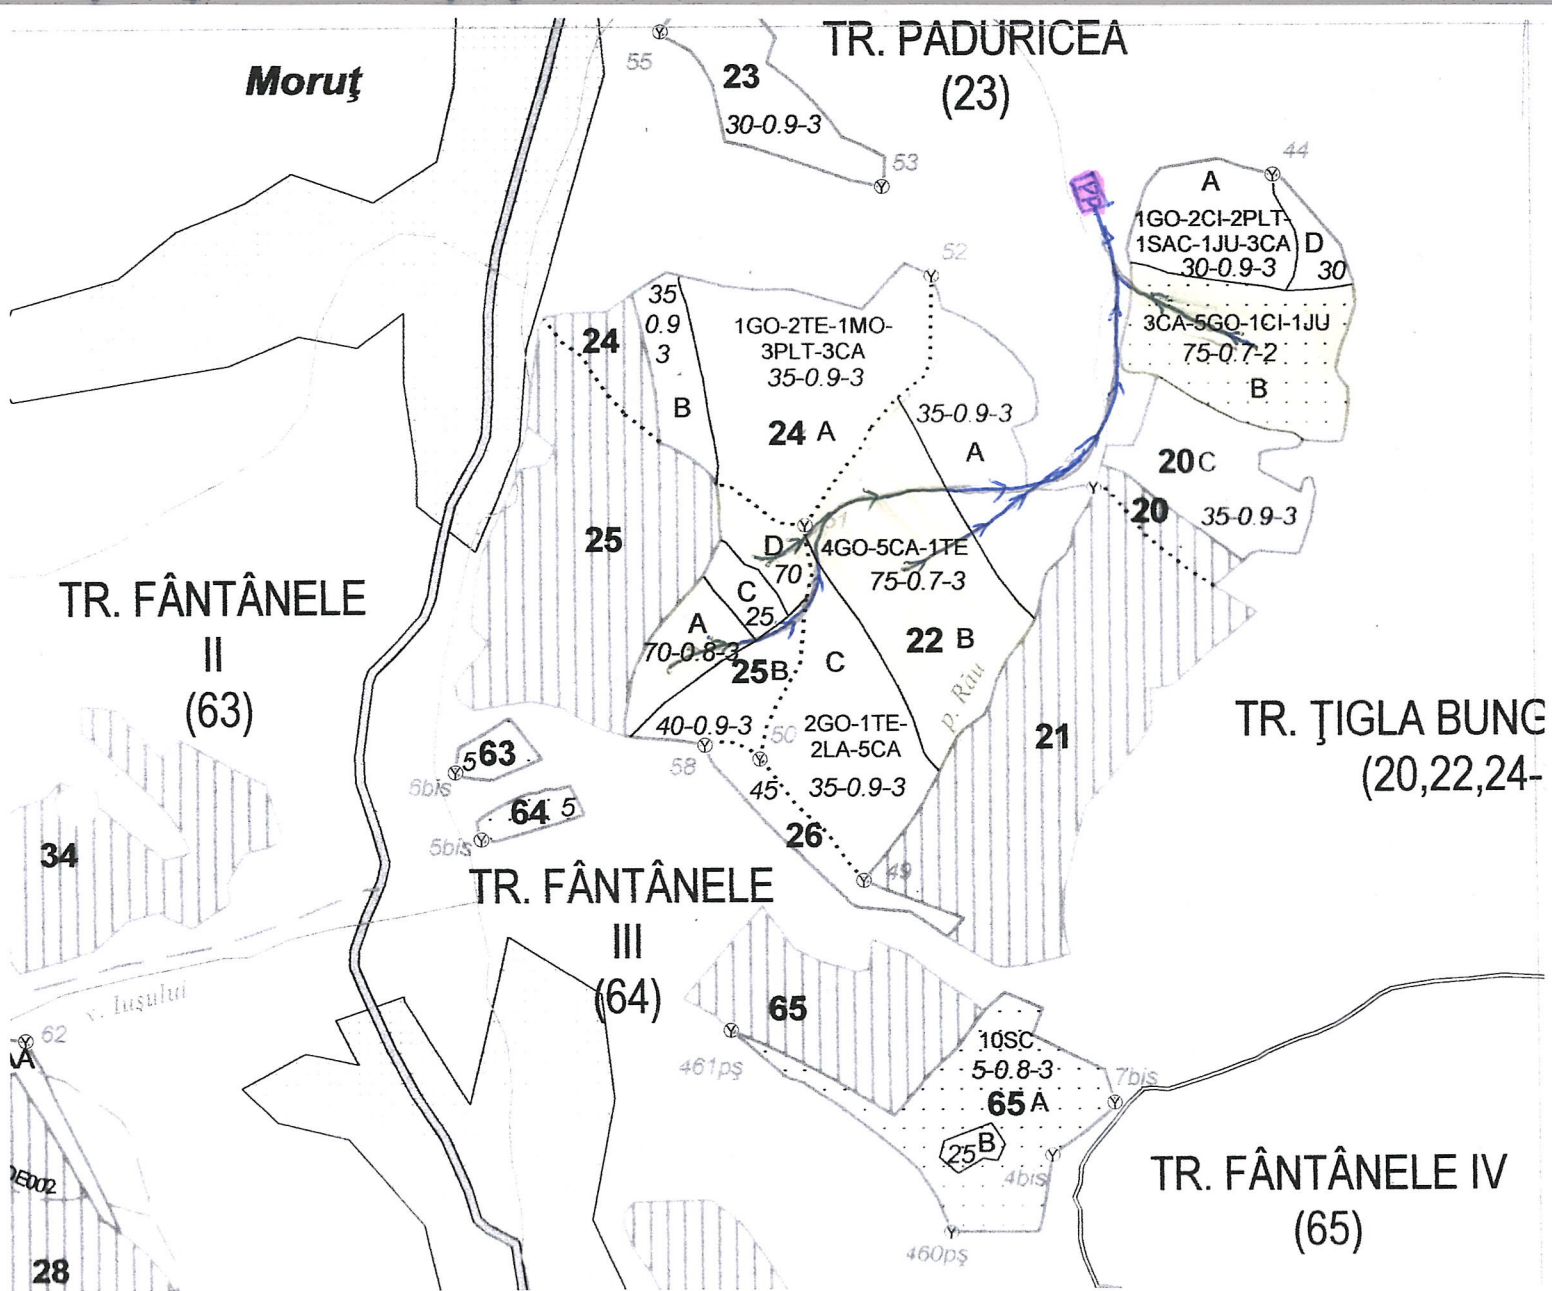 TR. PADURICEA
(23)
Moruţ
55
23
30-0.9-3
53
44
A
1GO-2CI-2PLT-
1SAC-1JU-3CA
30-0.9-3
D
30
Pp
52
35
0.9
3
B
24
1GO-2TE-1MO-
3PLT-3CA
35-0.9-3
24 A
3CA-5GO-1CI-1JU
75-0.7-2
B
35-0.9-3
A
20 C
35-0.9-3
20
25
51
D
70
4GO-5CA-1TE
75-0.7-3
C
25
A
70-0.8-3
22 B
TR. FÂNTÂNELE
II
(63)
25 B
C
p. Râu
40-0.9-3
50
2GO-1TE-
2LA-5CA
35-0.9-3
21
TR. ŢIGLA BUNG
(20,22,24-
58
45
63
5
6bis
64 5
5bis
26
34
49
TR. FÂNTÂNELE
III
(64)
v. Iuşului
65
62
461pş
10SC
5-0.8-3
65 A
7bis
25 B
4bis
TR. FÂNTÂNELE IV
(65)
460pş
28